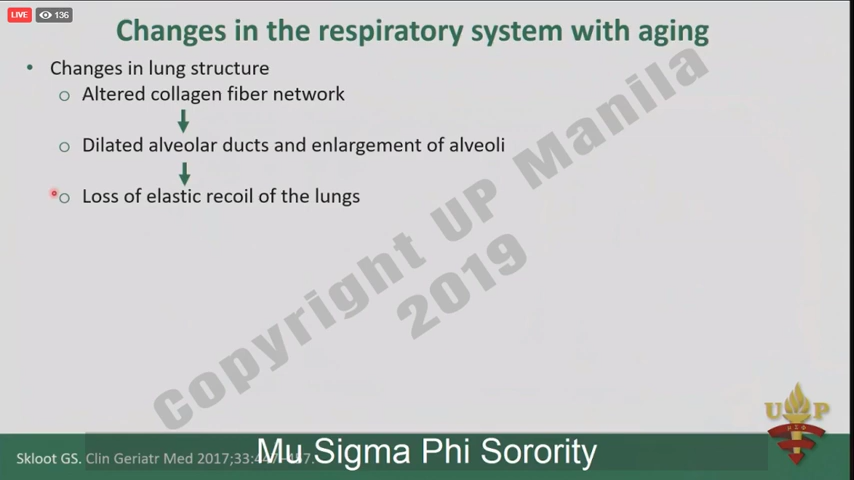 LIVE 136
Changes in the respiratory system with aging
• Changes in lung structure
o Altered collagen fiber network
o Dilated alveolar ducts and enlargement of alveoli
o Loss of elastic recoil of the lungs
Copyright UP Manila
2019
UP
ΜΣΦ
Skloot GS. Clin Geriatr Med 2017;33:
Mu Sigma Phi Sorority